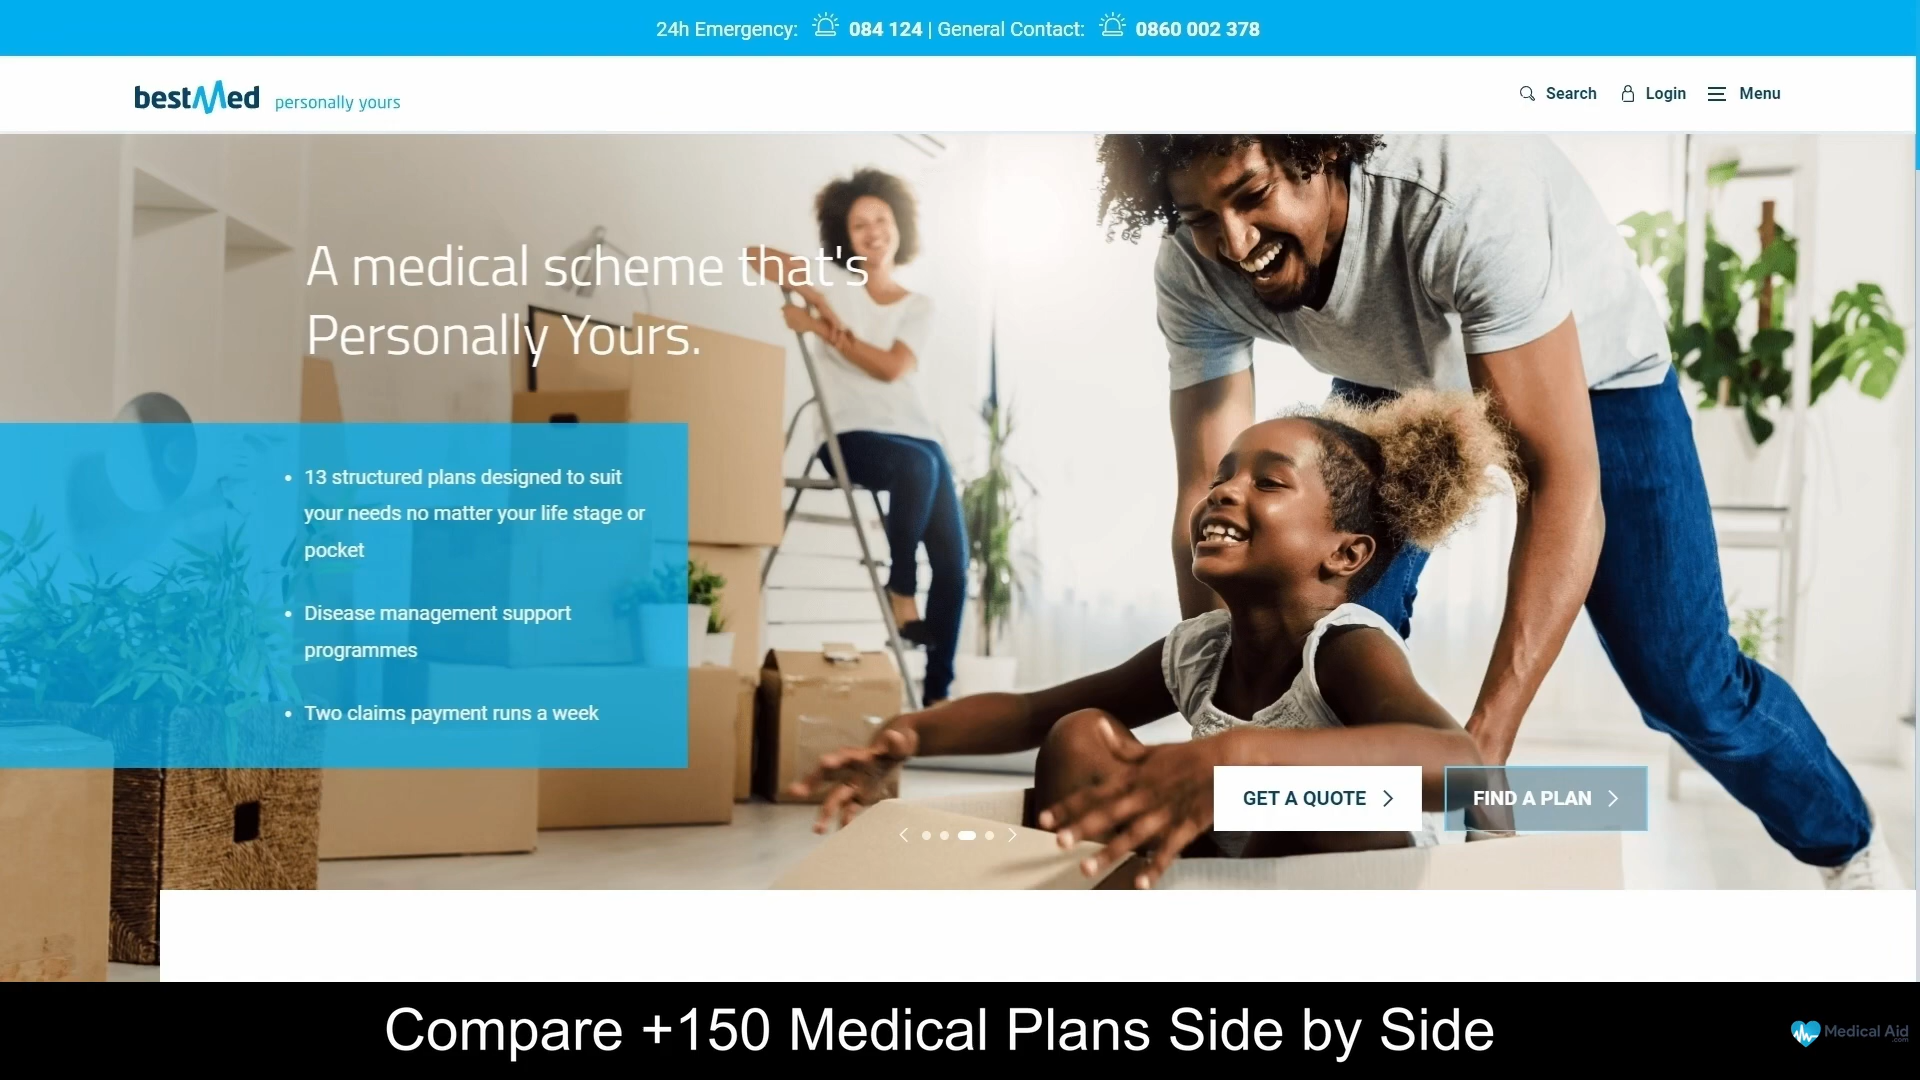 24h Emergency: 084 124 | General Contact: 0860 002 378
bestMed personally yours
Search Login Menu
A medical scheme that's
Personally Yours.
• 13 structured plans designed to suit
your needs no matter your life stage or
pocket
• Disease management support
programmes
• Two claims payment runs a week
GET A QUOTE
FIND A PLAN
Compare +150 Medical Plans Side by Side
Medical Aid
.com